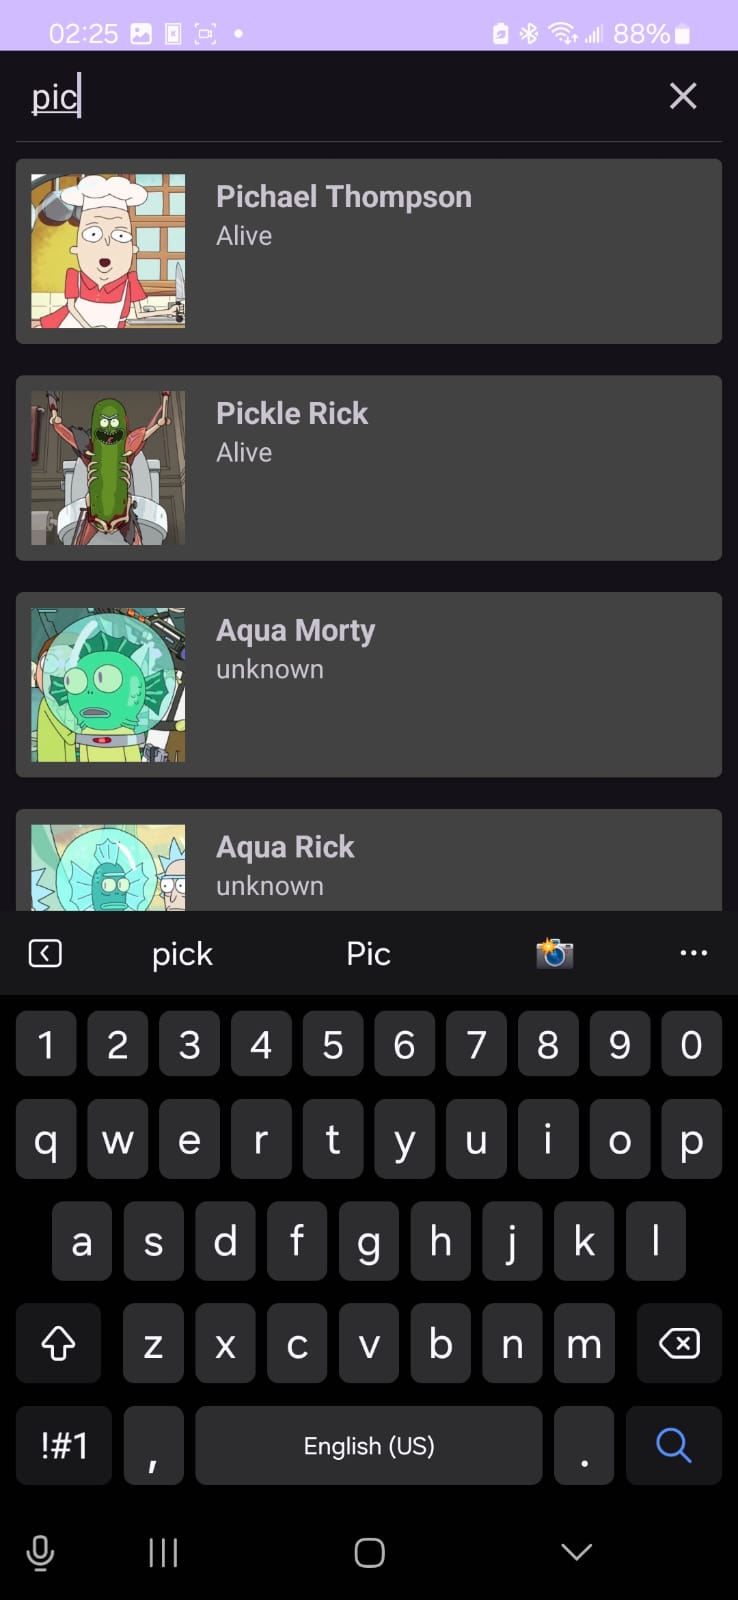 02:25 88%
pic
Pichael Thompson
Alive
Pickle Rick
Alive
Aqua Morty
unknown
Aqua Rick
unknown
pick Pic
1 2 3 4 5 6 7 8 9 0
q w e r t y u i o p
a s d f g h j k l
z x c v b n m
!#1 , English (US) .